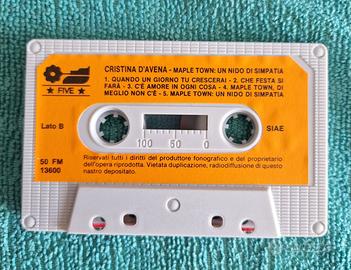 CRISTINA D'AVENA - MAPLE TOWN: UN NIDO DI SIMPATIA
1. QUANDO UN GIORNO TU CRESCERAI - 2. CHE FESTA SI
FARÀ - 3. C'È AMORE IN OGNI COSA - 4. MAPLE TOWN, DI
MEGLIO NON C'È - 5. MAPLE TOWN: UN NIDO DI SIMPATIA
★ FIVE ★
Lato B
SIAE
100 50 0
50 FM
13600
Riservati tutti i diritti del produttore fonografico e del proprietario
dell'opera riprodotta. Vietata duplicazione, radiodiffusione di questo
nastro depositato.